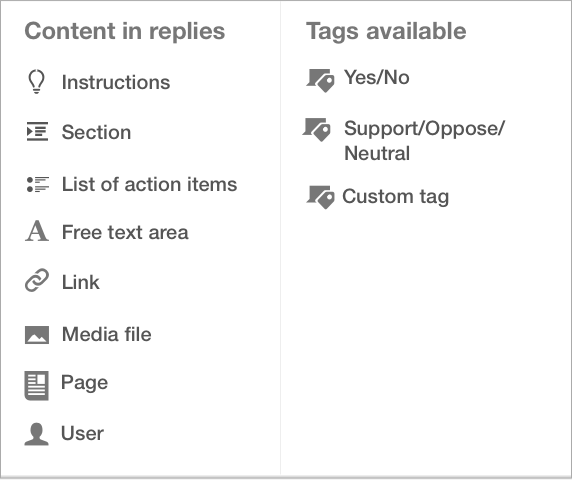 Content in replies
Instructions
Section
List of action items
Free text area
Link
Media file
Page
User
Tags available
Yes/No
Support/Oppose/
Neutral
Custom tag